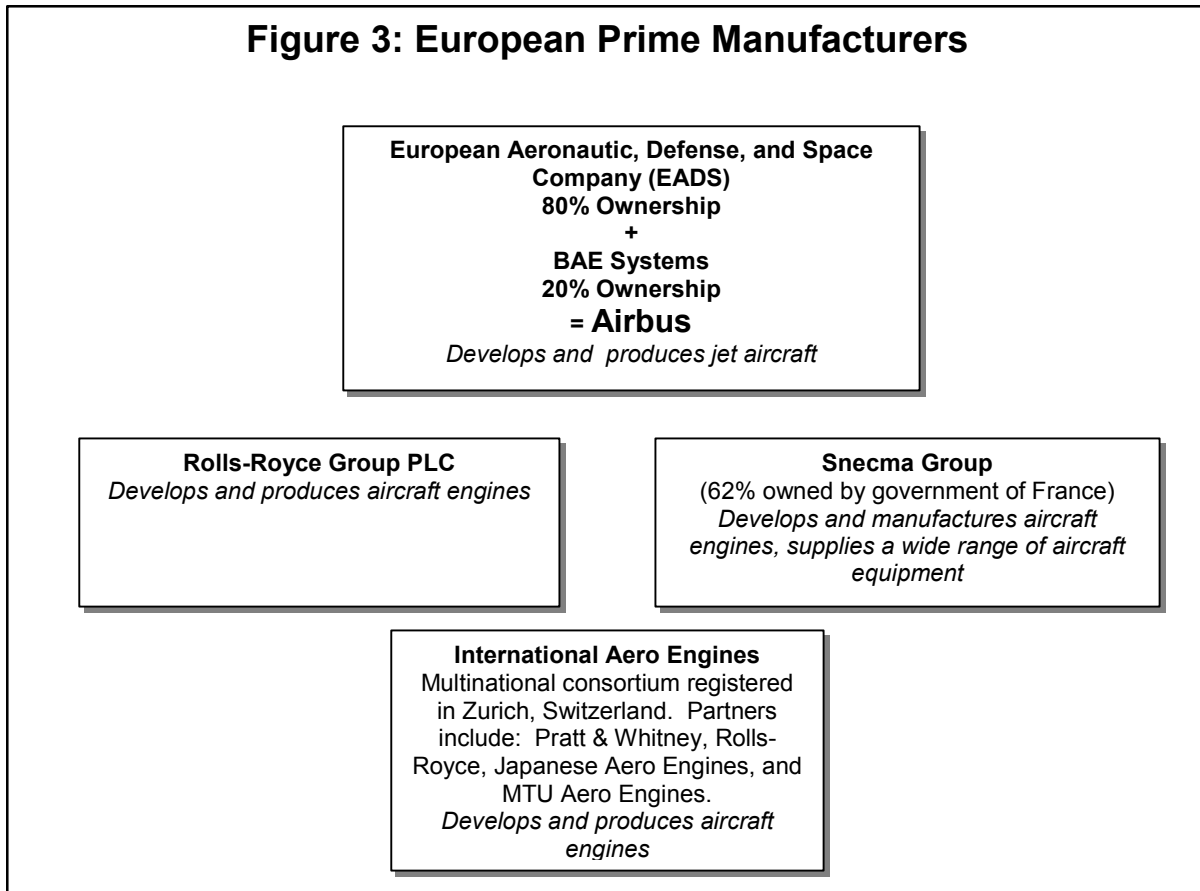 Figure 3: European Prime Manufacturers
European Aeronautic, Defense, and Space
Company (EADS)
80% Ownership
+
BAE Systems
20% Ownership
= Airbus
Develops and  produces jet aircraft
Rolls-Royce Group PLC
Develops and produces aircraft engines
Snecma Group
(62% owned by government of France)
Develops and manufactures aircraft
engines, supplies a wide range of aircraft
equipment
International Aero Engines
Multinational consortium registered
in Zurich, Switzerland.  Partners
include:  Pratt & Whitney, Rolls-
Royce, Japanese Aero Engines, and
MTU Aero Engines.
Develops and produces aircraft
engines